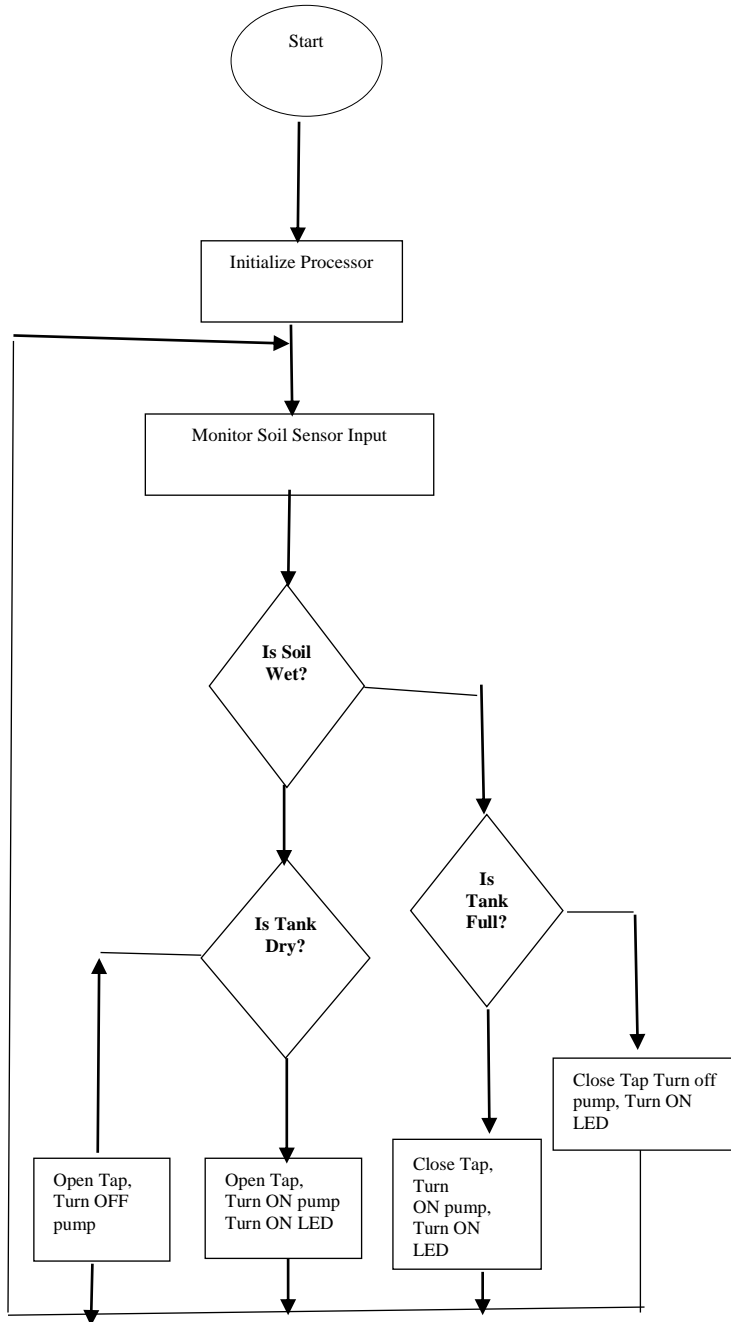 Start
Initialize Processor
Monitor Soil Sensor Input
Is Soil
Wet?
Is Tank
Dry?
Is
Tank
Full?
Open Tap,
Turn OFF
pump
Open Tap,
Turn ON pump
Turn ON LED
Close Tap,
Turn
ON pump,
Turn ON
LED
Close Tap Turn off
pump, Turn ON
LED